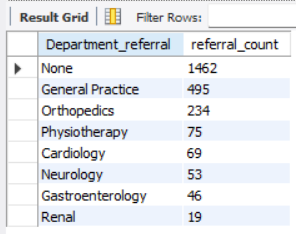 Result Grid Filter Rows:
Department_referral referral_count
None 1462
General Practice 495
Orthopedics 234
Physiotherapy 75
Cardiology 69
Neurology 53
Gastroenterology 46
Renal 19